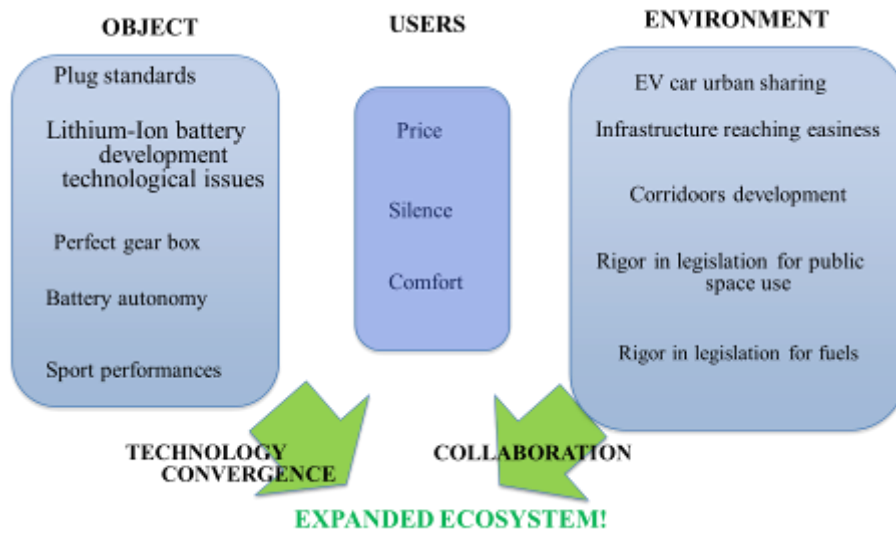 OBJECT
Plug standards
Lithium-Ion battery
development
technological issues
Perfect gear box
Battery autonomy
Sport performances
USERS
Price
Silence
Comfort
ENVIRONMENT
EV car urban sharing
Infrastructure reaching easiness
Corridoors development
Rigor in legislation for public
space use
Rigor in legislation for fuels
TECHNOLOGY
CONVERGENCE
COLLABORATION
EXPANDED ECOSYSTEM!